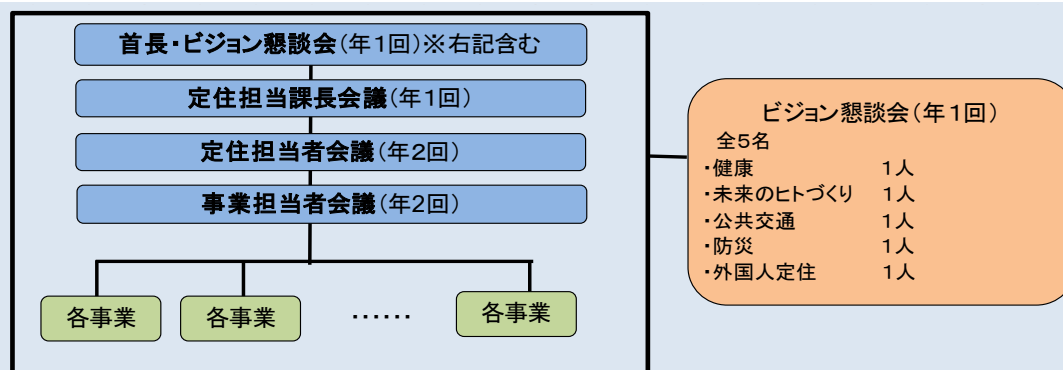 首長・ビジョン懇談会(年1回)※右記含む
定住担当課長会議(年1回)
定住担当者会議(年2回)
事業担当者会議(年2回)
各事業 各事業 …… 各事業
ビジョン懇談会(年1回)
全5名
・健康 1人
・未来のヒトづくり 1人
・公共交通 1人
・防災 1人
・外国人定住 1人